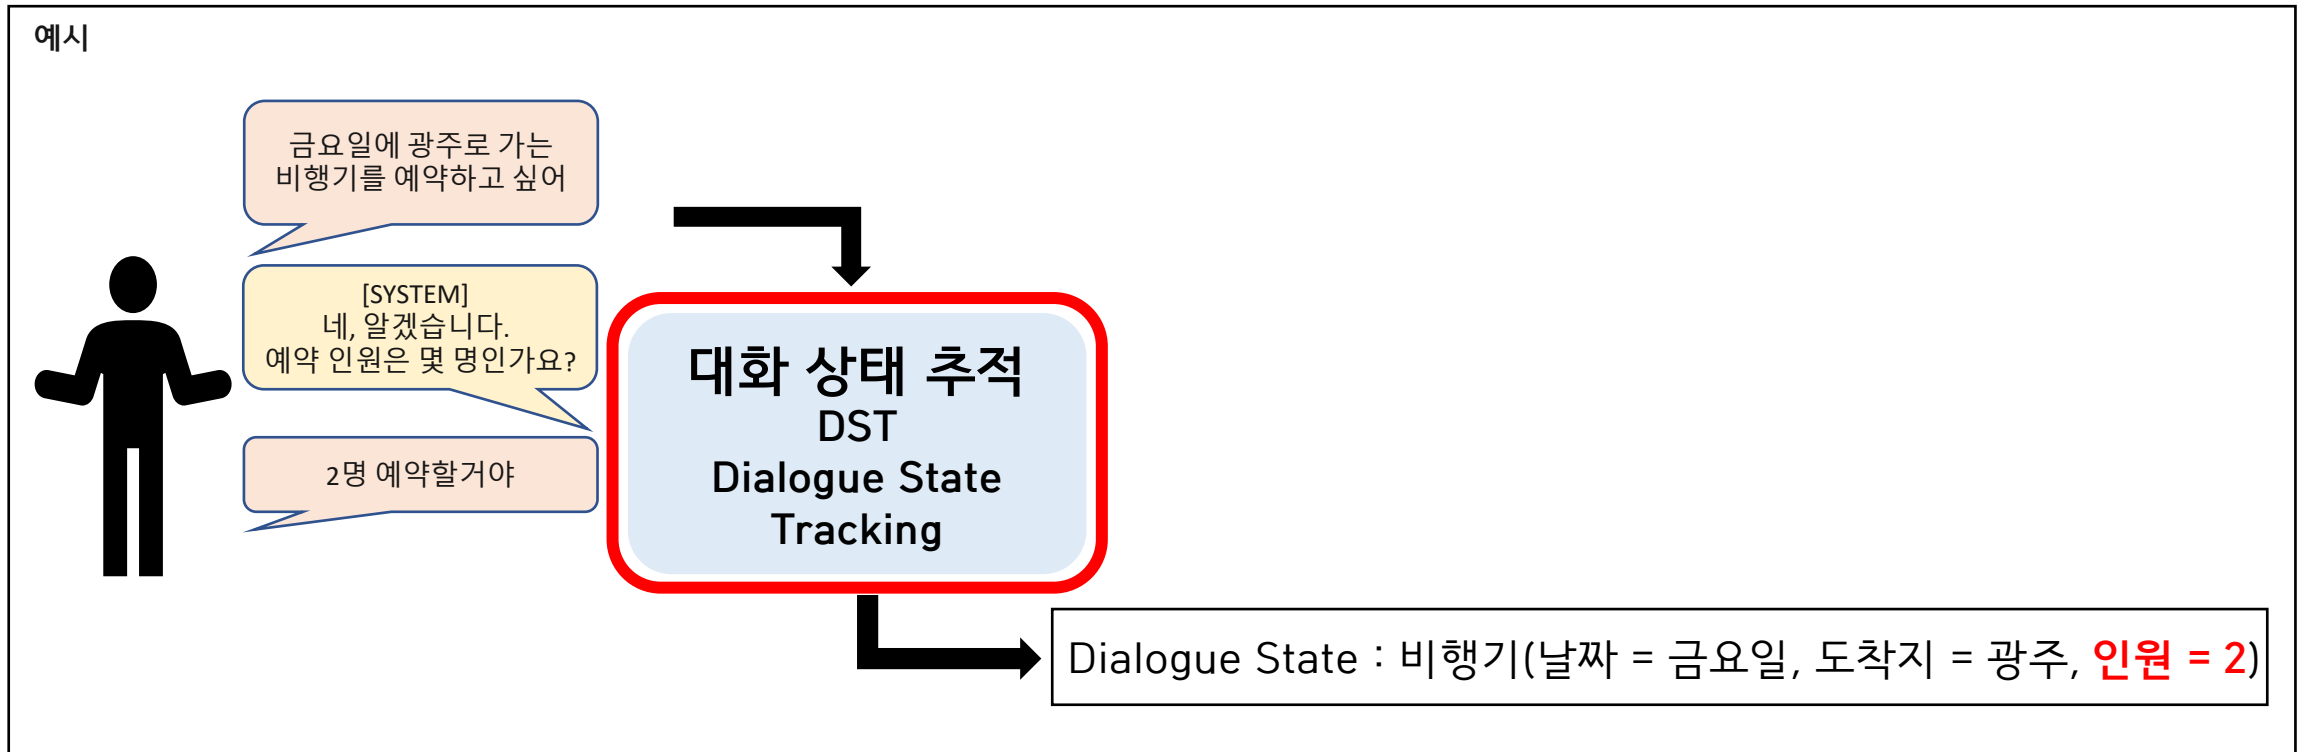 예시
금요일에 광주로 가는
비행기를 예약하고 싶어
[SYSTEM]
네, 알겠습니다.
예약 인원은 몇 명인가요?
2명 예약할거야
대화 상태 추적
DST
Dialogue State
Tracking
Dialogue State : 비행기(날짜 = 금요일, 도착지 = 광주, 인원 = 2)